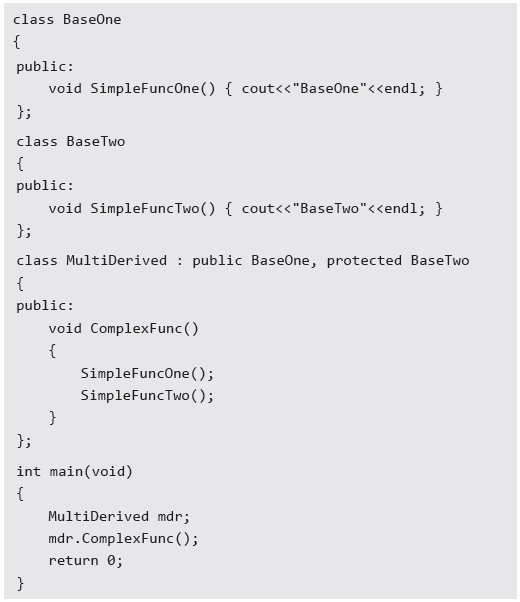 class BaseOne
{
public:
    void SimpleFuncOne() { cout<<"BaseOne"<<endl; }
};
class BaseTwo
{
public:
    void SimpleFuncTwo() { cout<<"BaseTwo"<<endl; }
};
class MultiDerived : public BaseOne, protected BaseTwo
{
public:
    void ComplexFunc()
    {
        SimpleFuncOne();
        SimpleFuncTwo();
    }
};
int main(void)
{
    MultiDerived mdr;
    mdr.ComplexFunc();
    return 0;
}